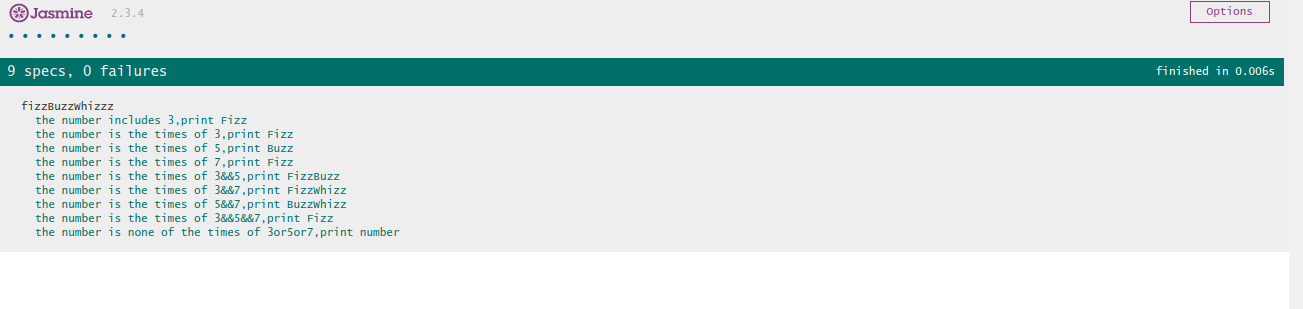 Jasmine 2.3.4 Options
9 specs, 0 failures finished in 0.006s
fizzBuzzWhizzz
the number includes 3,print Fizz
the number is the times of 3,print Fizz
the number is the times of 5,print Buzz
the number is the times of 7,print Fizz
the number is the times of 3&&5,print FizzBuzz
the number is the times of 3&&7,print FizzWhizz
the number is the times of 5&&7,print BuzzWhizz
the number is the times of 3&&5&&7,print Fizz
the number is none of the times of 3or5or7,print number